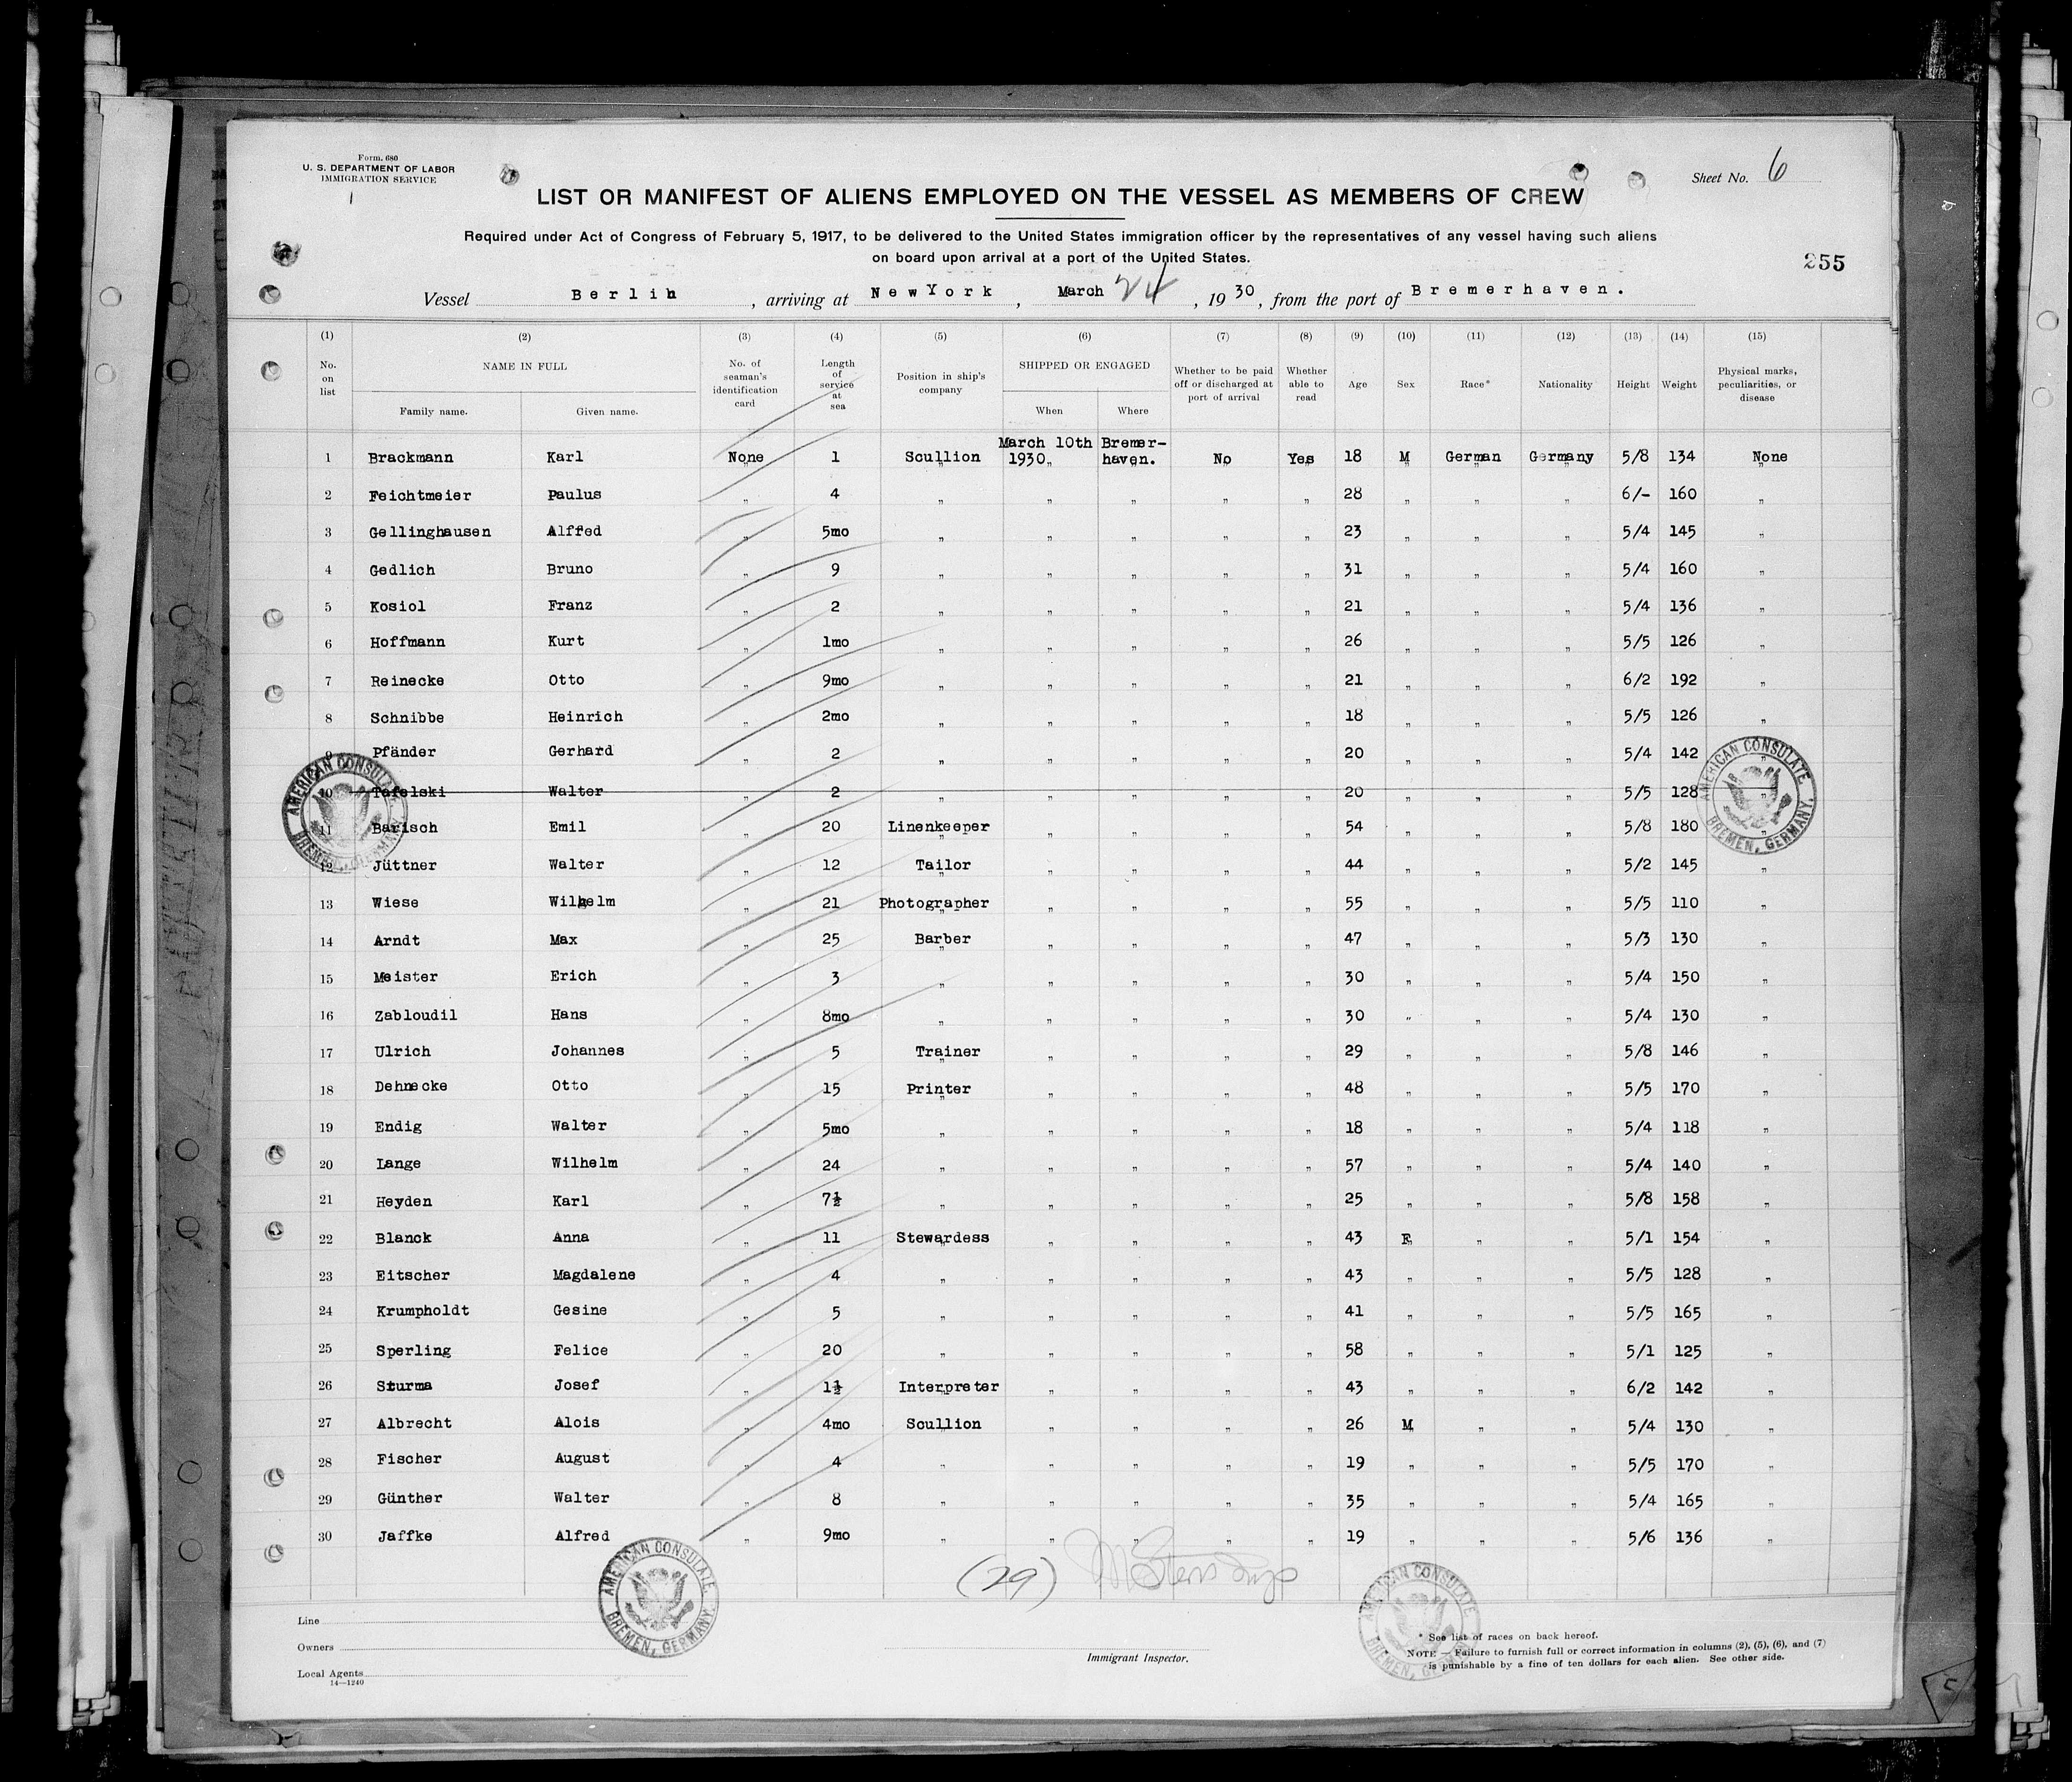 Form. 680
U. S. DEPARTMENT OF LABOR
IMMIGRATION SERVICE
Sheet No. 6
LIST OR MANIFEST OF ALIENS EMPLOYED ON THE VESSEL AS MEMBERS OF CREW
Required under Act of Congress of February 5, 1917, to be delivered to the United States immigration officer by the representatives of any vessel having such aliens
on board upon arrival at a port of the United States.
255
Vessel Berlin, arriving at NewYork, March 24, 1930, from the port of Bremerhaven.
(1) (2) (3) (4) (5) (6) (7) (8) (9) (10) (11) (12) (13) (14) (15)
No. on list NAME IN FULL Family name. Given name. No. of seaman's identification card Length of service at sea Position in ship's company SHIPPED OR ENGAGED When Where Whether to be paid off or discharged at port of arrival Whether able to read Age Sex Race* Nationality Height Weight Physical marks, peculiarities, or disease
1 Brackmann Karl None 1 Scullion March 10th 1930 Bremer-haven. No Yes 18 M German Germany 5/8 134 None
2 Feichtmeier Paulus " 4 " " " " " 28 " " " 6/- 160 "
3 Gellinghausen Alfred " 5mo " " " " " 23 " " " 5/4 145 "
4 Gedlich Bruno " 9 " " " " " 31 " " " 5/4 160 "
5 Kosiol Franz " 2 " " " " " 21 " " " 5/4 136 "
6 Hoffmann Kurt " 1mo " " " " " 26 " " " 5/5 126 "
7 Reinecke Otto " 9mo " " " " " 21 " " " 6/2 192 "
8 Schnibbe Heinrich " 2mo " " " " " 18 " " " 5/5 126 "
9 Pfänder Gerhard " 2 " " " " " 20 " " " 5/4 142 "
10 Tafelski Walter " 2 " " " " " 20 " " " 5/5 128 "
11 Barisch Emil " 20 Linenkeeper " " " " 54 " " " 5/8 180 "
12 Jüttner Walter " 12 Tailor " " " " 44 " " " 5/2 145 "
13 Wiese Wilhelm " 21 Photographer " " " " 55 " " " 5/5 110 "
14 Arndt Max " 25 Barber " " " " 47 " " " 5/3 130 "
15 Meister Erich " 3 " " " " " 30 " " " 5/4 150 "
16 Zabloudil Hans " 8mo " " " " " 30 " " " 5/4 130 "
17 Ulrich Johannes " 5 Trainer " " " " 29 " " " 5/8 146 "
18 Dehnecke Otto " 15 Printer " " " " 48 " " " 5/5 170 "
19 Endig Walter " 5mo " " " " " 18 " " " 5/4 118 "
20 Lange Wilhelm " 24 " " " " " 57 " " " 5/4 140 "
21 Heyden Karl " 7½ " " " " " 25 " " " 5/8 158 "
22 Blanck Anna " 11 Stewardess " " " " 43 F " " 5/1 154 "
23 Eitscher Magdalene " 4 " " " " " 43 " " " 5/5 128 "
24 Krumpholdt Gesine " 5 " " " " " 41 " " " 5/5 165 "
25 Sperling Felice " 20 " " " " " 58 " " " 5/1 125 "
26 Sturma Josef " 1½ Interpreter " " " " 43 " " " 6/2 142 "
27 Albrecht Alois " 4mo Scullion " " " " 26 M " " 5/4 130 "
28 Fischer August " 4 " " " " " 19 " " " 5/5 170 "
29 Günther Walter " 8 " " " " " 35 " " " 5/4 165 "
30 Jaffke Alfred " 9mo " " " " " 19 " " " 5/6 136 "
(29)
AMERICAN CONSULATE BREMEN, GERMANY.
AMERICAN CONSULATE BREMEN, GERMANY.
AMERICAN CONSULATE BREMEN, GERMANY.
AMERICAN CONSULATE BREMEN, GERMANY.
Line
Owners
Local Agents
14—1240
Immigrant Inspector.
* See list of races on back hereof.
NOTE.—Failure to furnish full or correct information in columns (2), (5), (6), and (7)
is punishable by a fine of ten dollars for each alien. See other side.